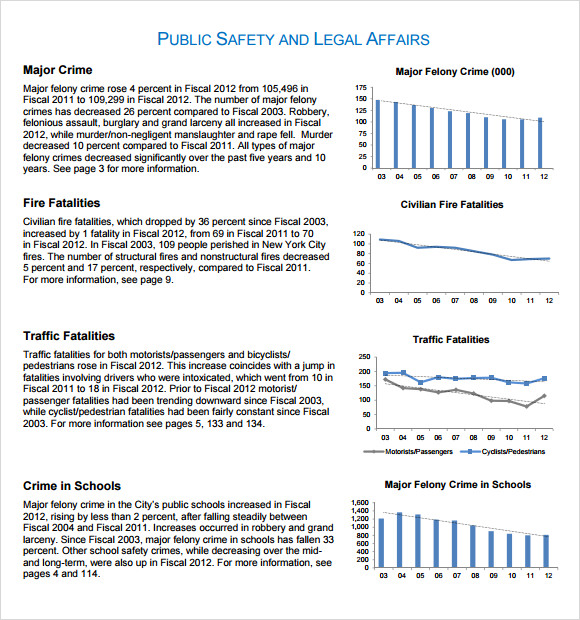 PUBLIC SAFETY AND LEGAL AFFAIRS
Major Crime
Major felony crime rose 4 percent in Fiscal 2012 from 105,496 in
Fiscal 2011 to 109,299 in Fiscal 2012. The number of major felony
crimes has decreased 26 percent compared to Fiscal 2003. Robbery,
felonious assault, burglary and grand larceny all increased in Fiscal
2012, while murder/non-negligent manslaughter and rape fell. Murder
decreased 10 percent compared to Fiscal 2011. All types of major
felony crimes decreased significantly over the past five years and 10
years. See page 3 for more information.
Major Felony Crime (000)
175
150
125
100
75
50
25
0
03 04 05 06 07 08 09 10 11 12
Fire Fatalities
Civilian fire fatalities, which dropped by 36 percent since Fiscal 2003,
increased by 1 fatality in Fiscal 2012, from 69 in Fiscal 2011 to 70
in Fiscal 2012. In Fiscal 2003, 109 people perished in New York City
fires. The number of structural fires and nonstructural fires decreased
5 percent and 17 percent, respectively, compared to Fiscal 2011.
For more information, see page 9.
Civilian Fire Fatalities
120
100
80
60
40
20
0
03 04 05 06 07 08 09 10 11 12
Traffic Fatalities
Traffic fatalities for both motorists/passengers and bicyclists/
pedestrians rose in Fiscal 2012. This increase coincides with a jump in
fatalities involving drivers who were intoxicated, which went from 10 in
Fiscal 2011 to 18 in Fiscal 2012. Prior to Fiscal 2012 motorist/
passenger fatalities had been trending downward since Fiscal 2003,
while cyclist/pedestrian fatalities had been fairly constant since Fiscal
2003. For more information see pages 5, 133 and 134.
Traffic Fatalities
250
200
150
100
50
0
03 04 05 06 07 08 09 10 11 12
Motorists/Passengers Cyclists/Pedestrians
Crime in Schools
Major felony crime in the City's public schools increased in Fiscal
2012, rising by less than 2 percent, after falling steadily between
Fiscal 2004 and Fiscal 2011. Increases occurred in robbery and grand
larceny. Since Fiscal 2003, major felony crime in schools has fallen 33
percent. Other school safety crimes, while decreasing over the mid-
and long-term, were also up in Fiscal 2012. For more information, see
pages 4 and 114.
Major Felony Crime in Schools
1,600
1,400
1,200
1,000
800
600
400
200
0
03 04 05 06 07 08 09 10 11 12